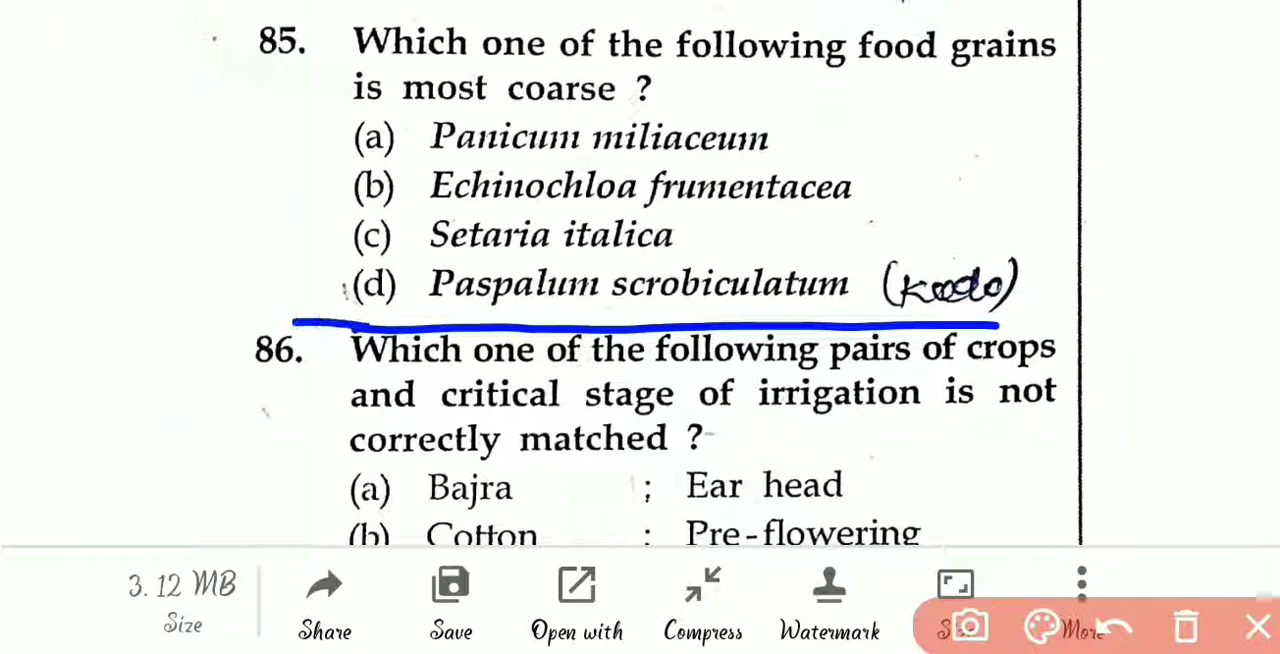 85. Which one of the following food grains
is most coarse ?
(a) Panicum miliaceum
(b) Echinochloa frumentacea
(c) Setaria italica
(d) Paspalum scrobiculatum (Kodo)
86. Which one of the following pairs of crops
and critical stage of irrigation is not
correctly matched ?
(a) Bajra ; Ear head
(b) Cotton : Pre-flowering
3. 12 MB
Size
Share
Save
Open with
Compress
Watermark
More